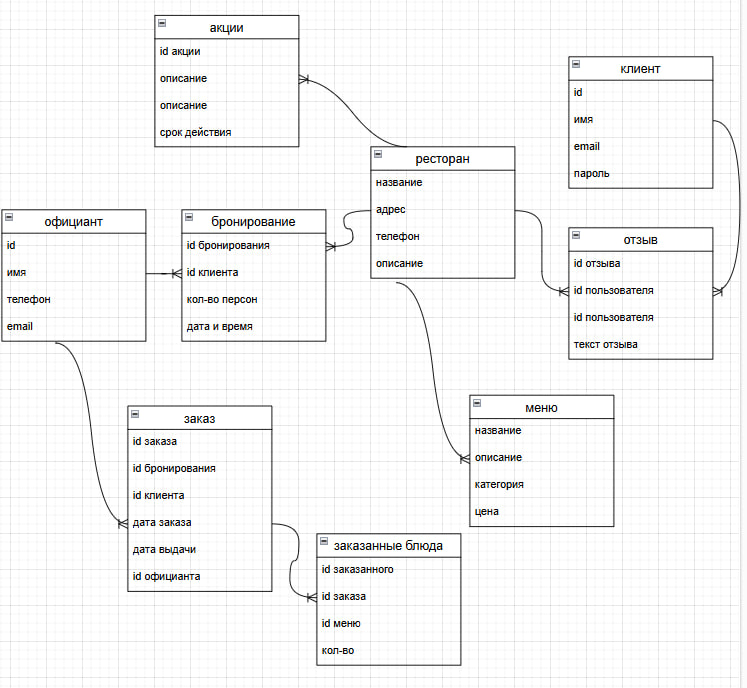 акции
id акции
описание
описание
срок действия
клиент
id
имя
email
пароль
ресторан
название
адрес
телефон
описание
официант
id
имя
телефон
email
бронирование
id бронирования
id клиента
кол-во персон
дата и время
отзыв
id отзыва
id пользователя
id пользователя
текст отзыва
меню
название
описание
категория
цена
заказ
id заказа
id бронирования
id клиента
дата заказа
дата выдачи
id официанта
заказанные блюда
id заказанного
id заказа
id меню
кол-во